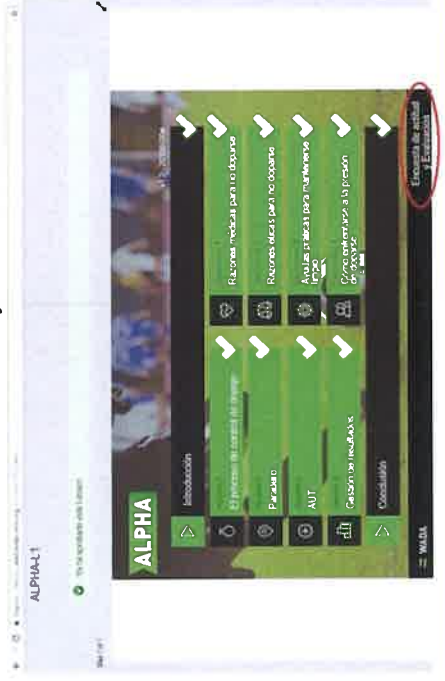 ALPHA-L1
ALPHA
Introducción
El proceso de control de dopaje
Paradero
AUT
Gestión de resultados
Razones médicas para no doparse
Razones éticas para no doparse
Ayudas práticas para mantenerse
limpio
Cómo enfrentarse a la presión
de doparse
Conclusión
WADA
Encuesta de actitud
y Evaluación